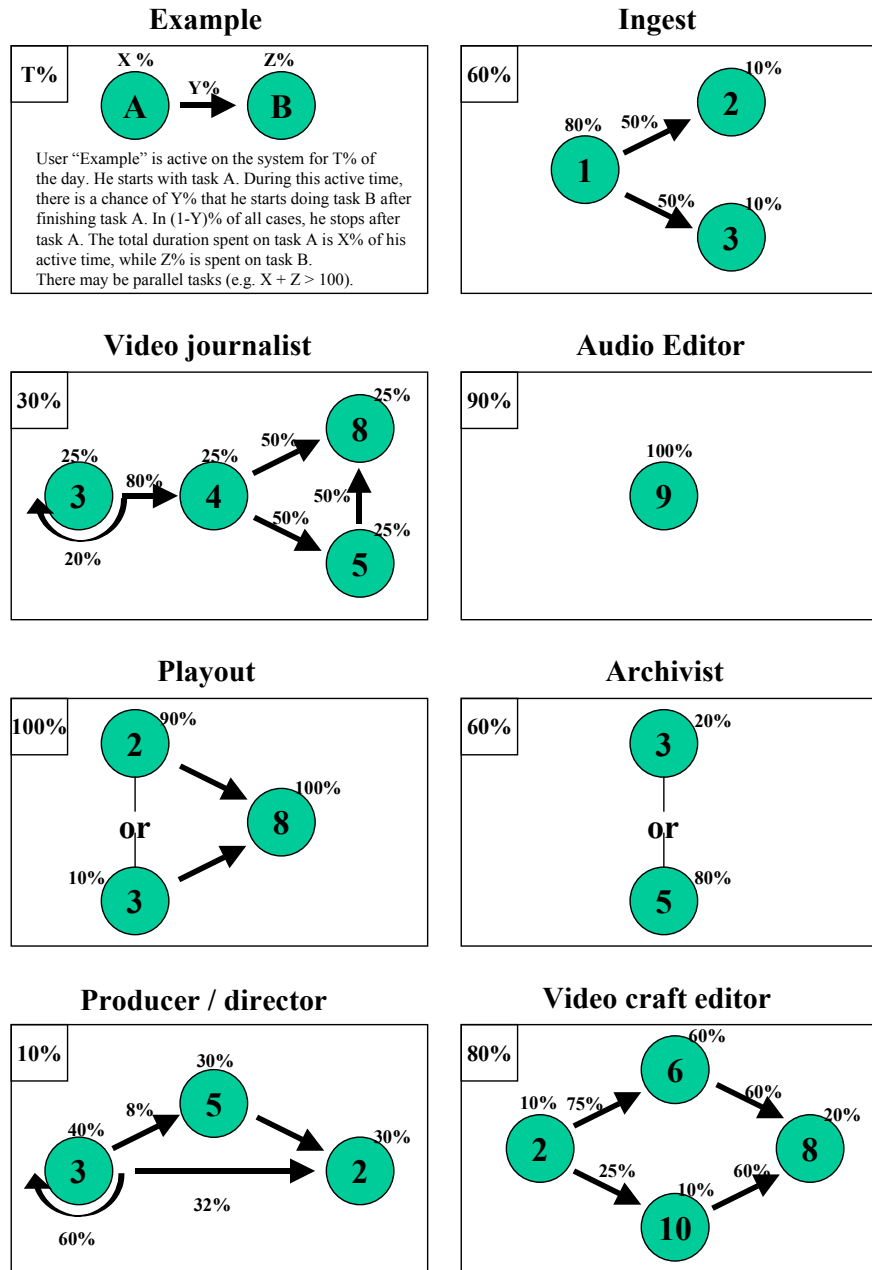 Example
T%
X %
Z%
Y%
A
B
User “Example” is active on the system for T% of
the day. He starts with task A. During this active time,
there is a chance of Y% that he starts doing task B after
finishing task A. In (1-Y)% of all cases, he stops after
task A. The total duration spent on task A is X% of his
active time, while Z% is spent on task B.
There may be parallel tasks (e.g. X + Z > 100).
Ingest
60%
10%
2
80%
50%
1
50%
10%
3
Video journalist
30%
25%
8
25%
25%
50%
3
80%
4
50%
20%
50%
25%
5
Audio Editor
90%
100%
9
Playout
100%
90%
2
100%
8
or
10%
3
Archivist
60%
20%
3
or
80%
5
Producer / director
10%
30%
5
8%
40%
30%
3
2
32%
60%
Video craft editor
80%
60%
6
10%
75%
60%
20%
2
8
25%
10%
60%
10